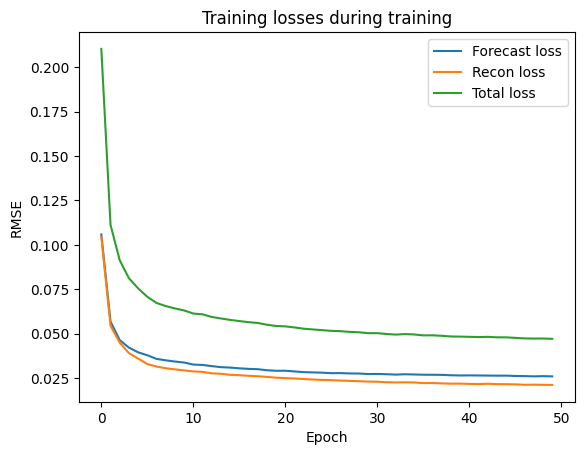 Training losses during training
Forecast loss
Recon loss
Total loss
0.200
0.175
0.150
0.125
0.100
0.075
0.050
0.025
RMSE
0 10 20 30 40 50
Epoch